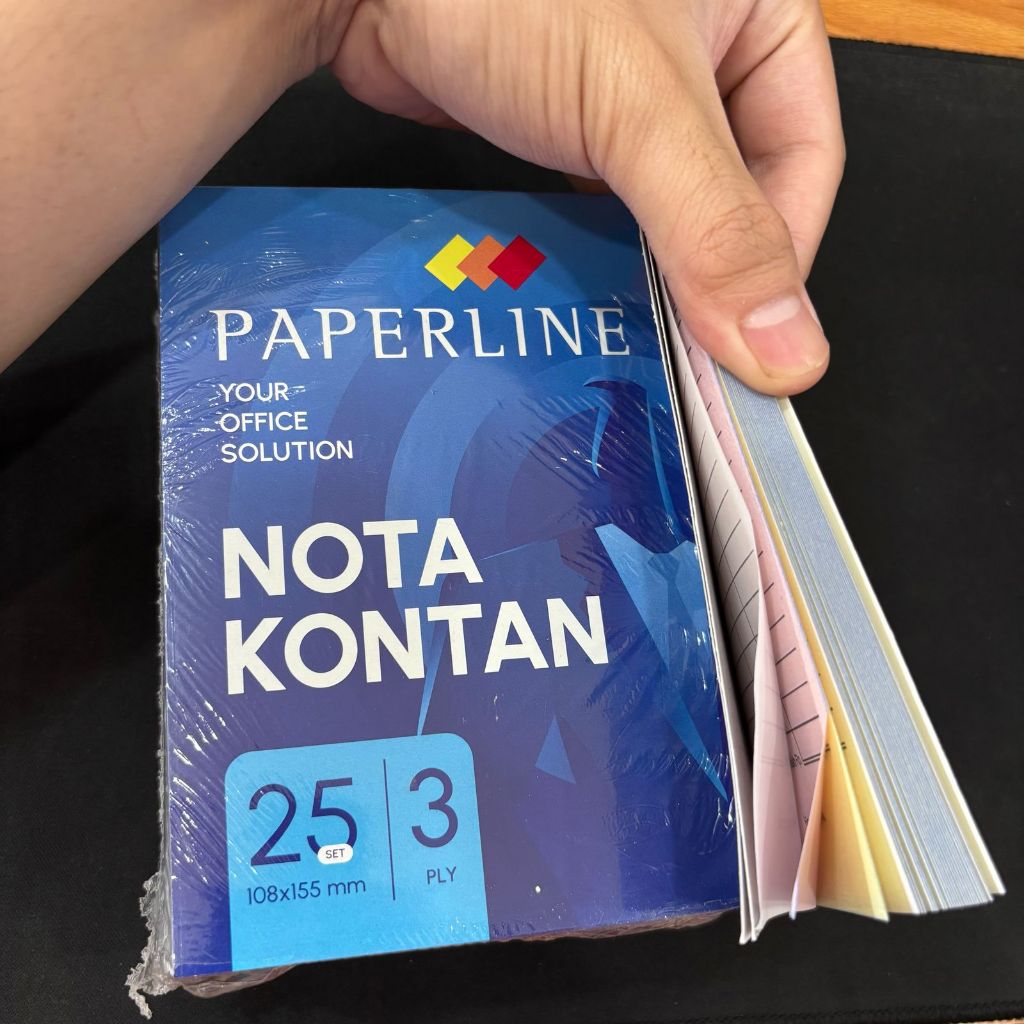 PAPERLINE
YOUR
OFFICE
SOLUTION
NOTA
KONTAN
25
SET
108x155 mm
3
PLY